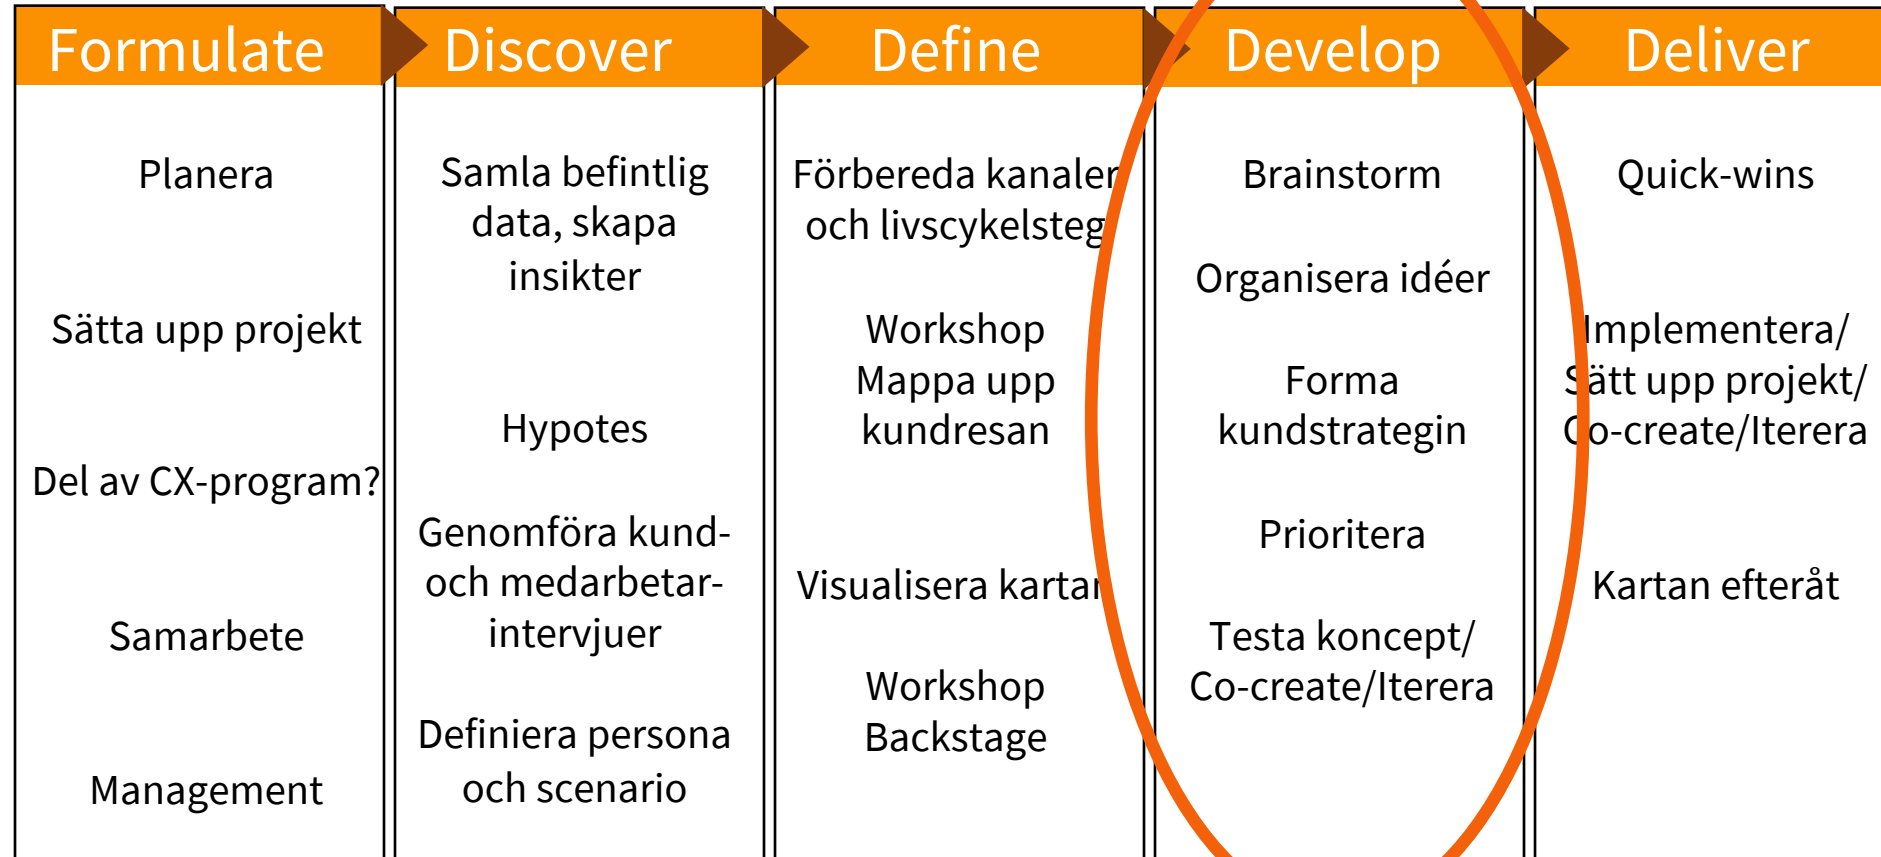 Formulate
Discover
Define
Develop
Deliver
Planera
Sätta upp projekt
Del av CX-program?
Samarbete
Management
Samla befintlig
data, skapa
insikter
Hypotes
Genomföra kund-
och medarbetar-
intervjuer
Definiera persona
och scenario
Förbereda kanaler
och livscykelsteg
Workshop
Mappa upp
kundresan
Visualisera kartan
Workshop
Backstage
Brainstorm
Organisera idéer
Forma
kundstrategin
Prioritera
Testa koncept/
Co-create/Iterera
Quick-wins
Implementera/
Sätt upp projekt/
Co-create/Iterera
Kartan efteråt